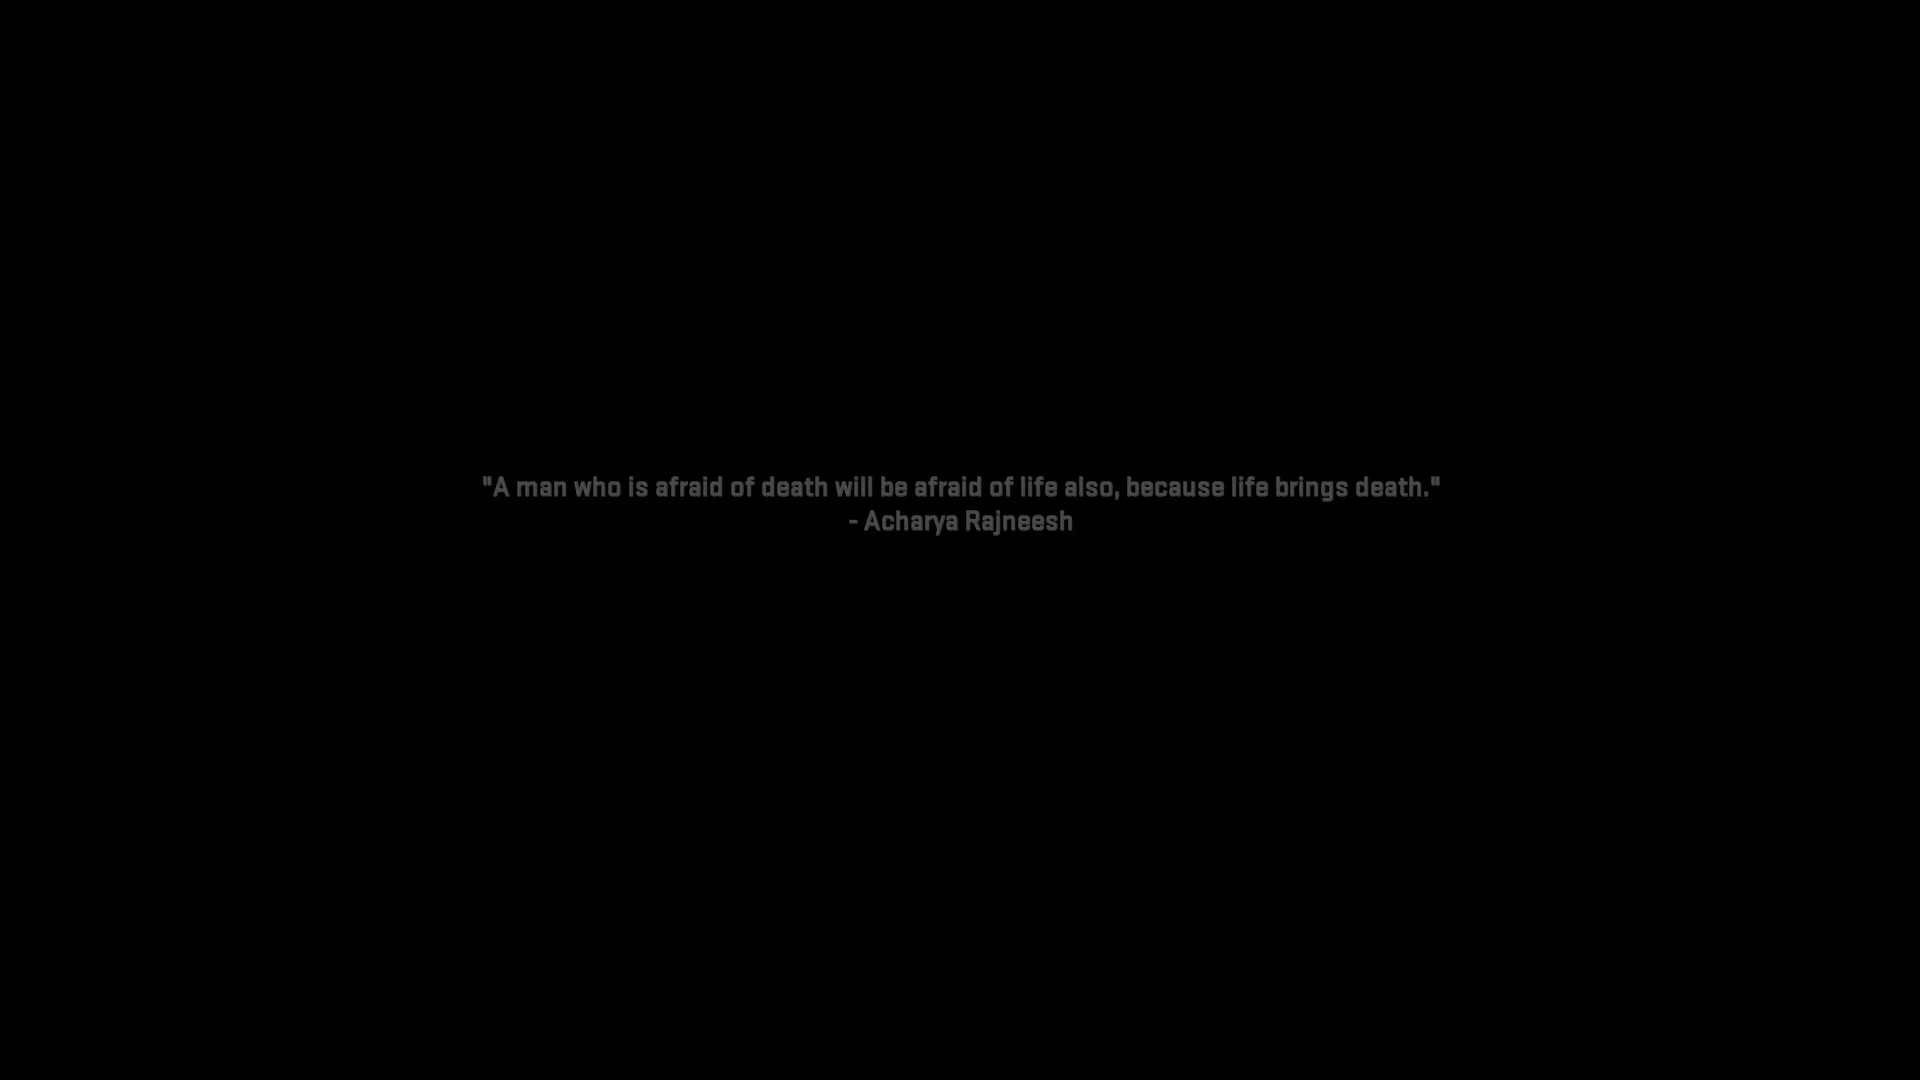 "A man who is afraid of death will be afraid of life also, because life brings death."
- Acharya Rajneesh